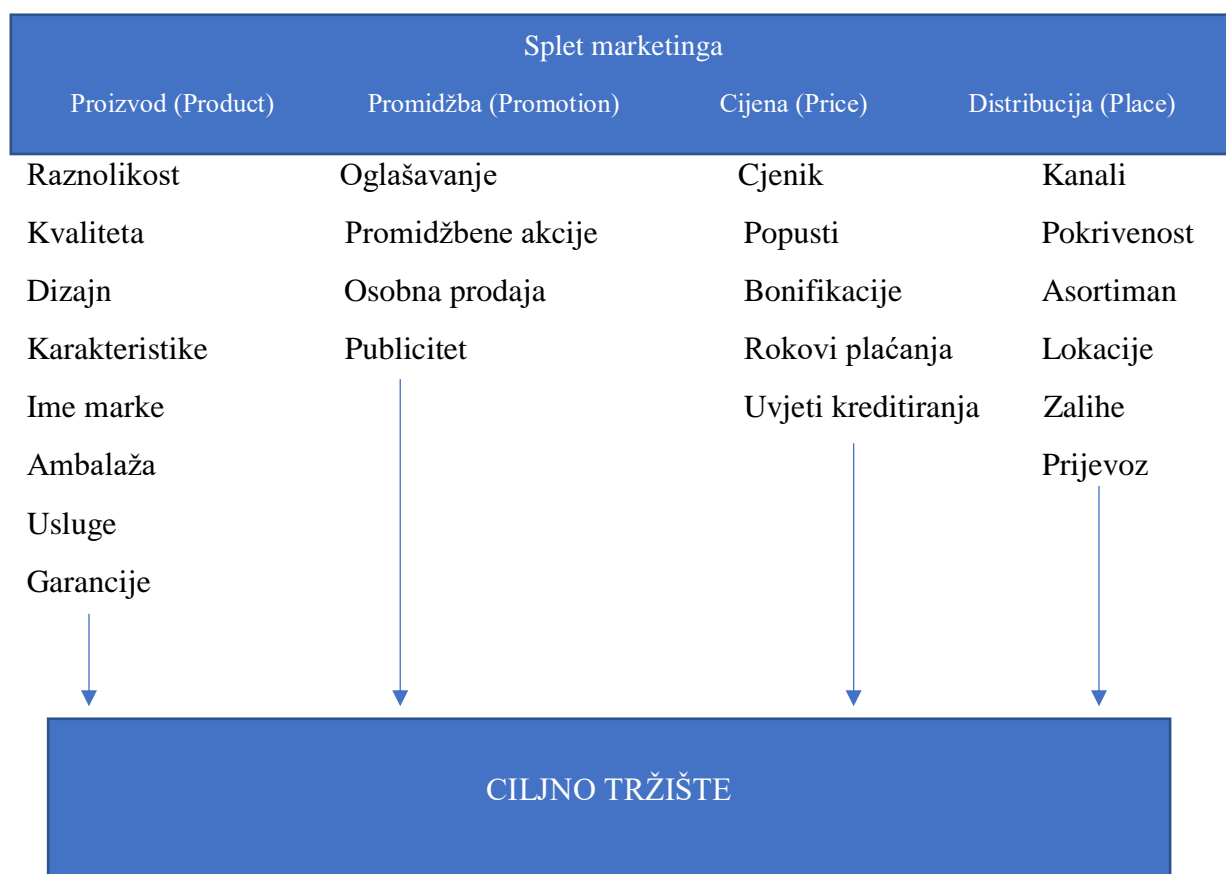 Splet marketinga
Proizvod (Product) Promidžba (Promotion) Cijena (Price) Distribucija (Place)
Raznolikost Oglašavanje Cjenik Kanali
Kvaliteta Promidžbene akcije Popusti Pokrivenost
Dizajn Osobna prodaja Bonifikacije Asortiman
Karakteristike Publicitet Rokovi plaćanja Lokacije
Ime marke Uvjeti kreditiranja Zalihe
Ambalaža Prijevoz
Usluge
Garancije
CILJNO TRŽIŠTE